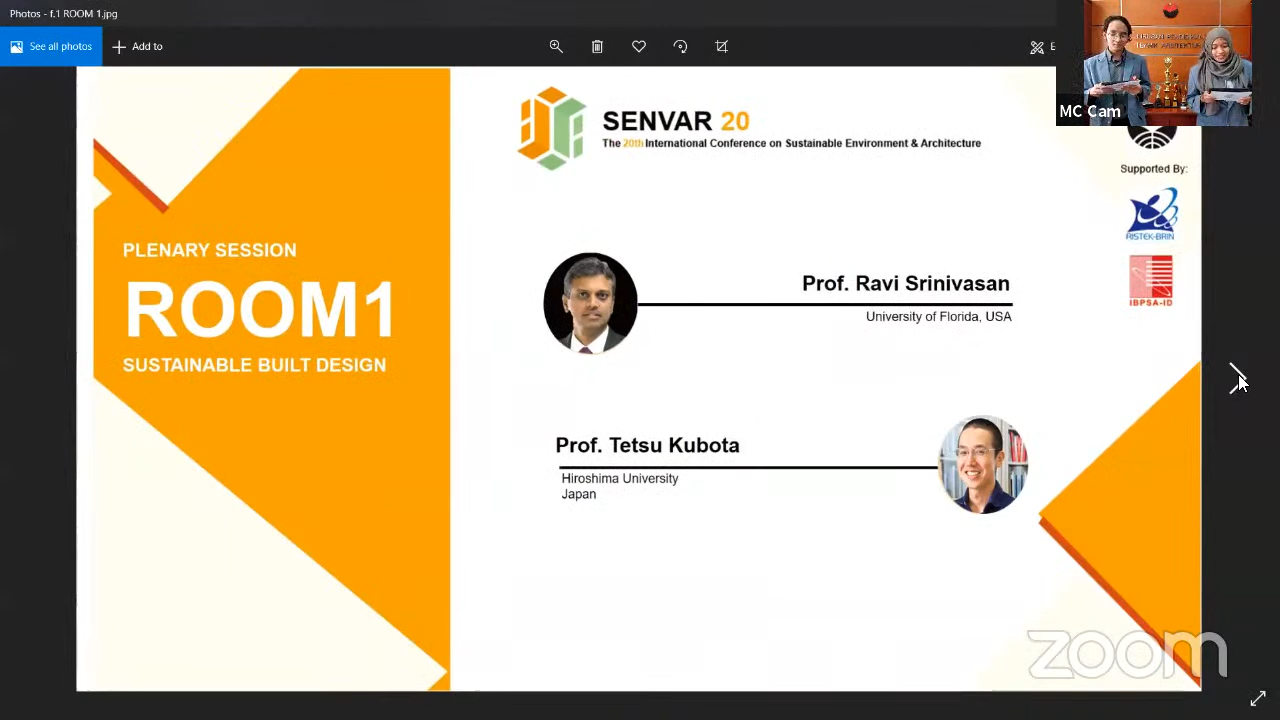 Photos - f.1 ROOM 1.jpg
See all photos
Add to
MC Cam
SENVAR 20
The 20th International Conference on Sustainable Environment & Architecture
Supported By:
RISTEK-BRIN
IBPSA-ID
PLENARY SESSION
ROOM1
SUSTAINABLE BUILT DESIGN
Prof. Ravi Srinivasan
University of Florida, USA
Prof. Tetsu Kubota
Hiroshima University
Japan
zoom